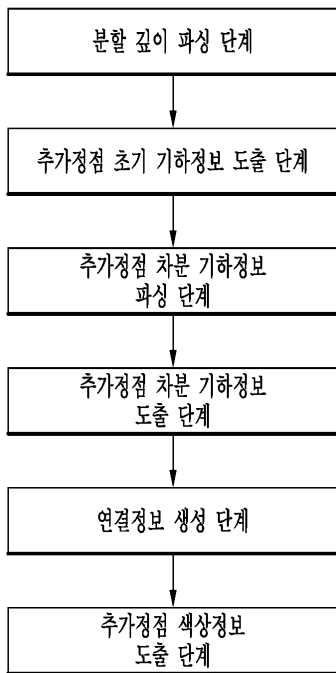 분할 깊이 파싱 단계
추가정점 초기 기하정보 도출 단계
추가정점 차분 기하정보
파싱 단계
추가정점 차분 기하정보
도출 단계
연결정보 생성 단계
추가정점 색상정보
도출 단계